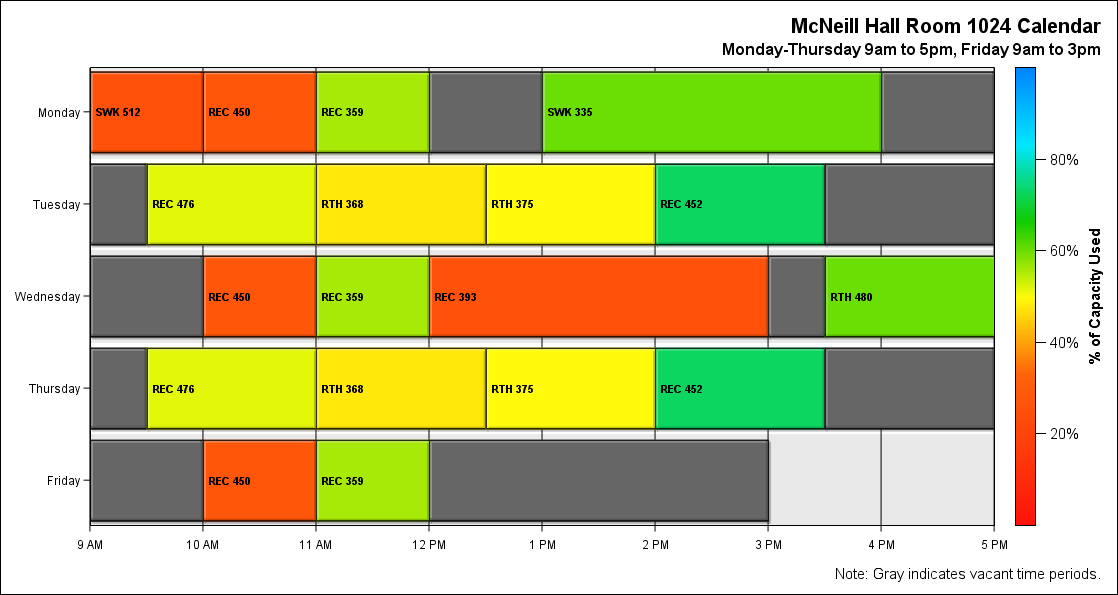 McNeill Hall Room 1024 Calendar
Monday-Thursday 9am to 5pm, Friday 9am to 3pm
Monday
SWK 512
REC 450
REC 359
SWK 335
Tuesday
REC 476
RTH 368
RTH 375
REC 452
Wednesday
REC 450
REC 359
REC 393
RTH 480
Thursday
REC 476
RTH 368
RTH 375
REC 452
Friday
REC 450
REC 359
9 AM
10 AM
11 AM
12 PM
1 PM
2 PM
3 PM
4 PM
5 PM
80%
60%
40%
20%
% of Capacity Used
Note: Gray indicates vacant time periods.